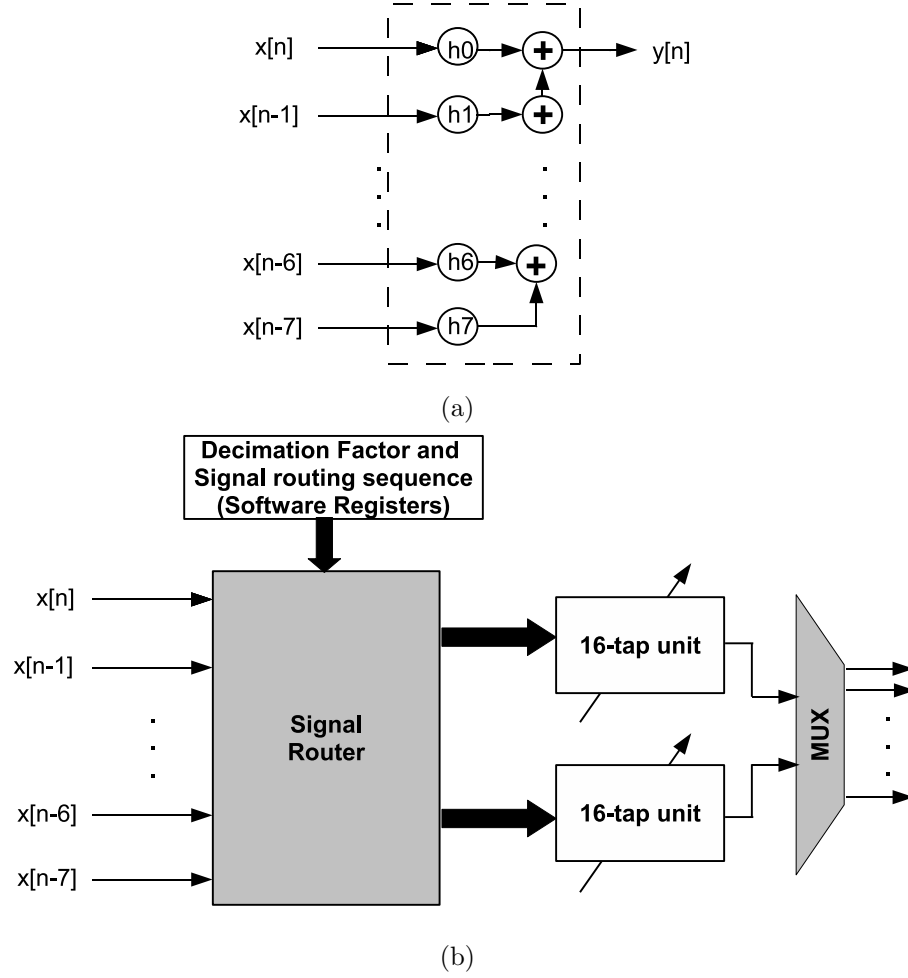 x[n]
h0
+
y[n]
x[n-1]
h1
+
x[n-6]
h6
+
x[n-7]
h7
(a)
Decimation Factor and
Signal routing sequence
(Software Registers)
x[n]
x[n-1]
x[n-6]
x[n-7]
Signal
Router
16-tap unit
16-tap unit
MUX
(b)